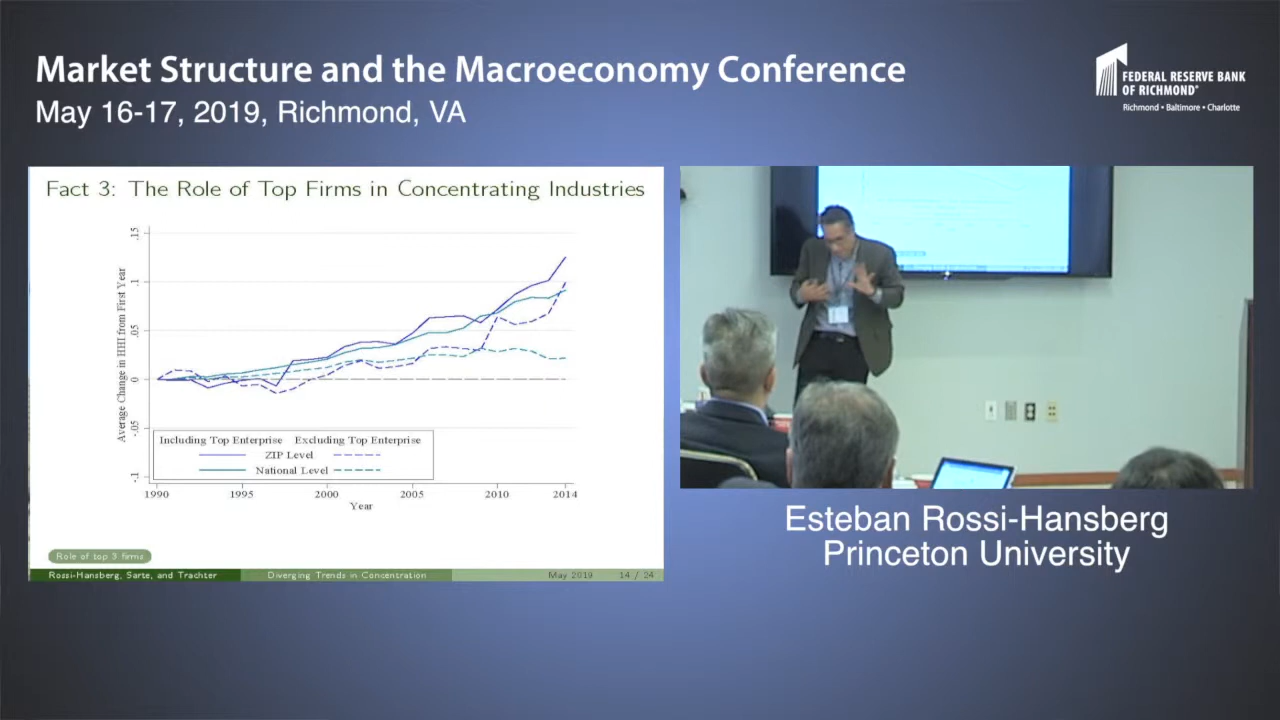 Market Structure and the Macroeconomy Conference
May 16-17, 2019, Richmond, VA
FEDERAL RESERVE BANK
OF RICHMOND®
Richmond • Baltimore • Charlotte
Fact 3: The Role of Top Firms in Concentrating Industries
Average Change in HHI from First Year
.15
.1
.05
0
-.05
-.1
Including Top Enterprise Excluding Top Enterprise
ZIP Level
National Level
1990 1995 2000 2005 2010 2014
Year
Role of top 3 firms
Rossi-Hansberg, Sarte, and Trachter Diverging Trends in Concentration May 2019 14 / 24
Esteban Rossi-Hansberg
Princeton University